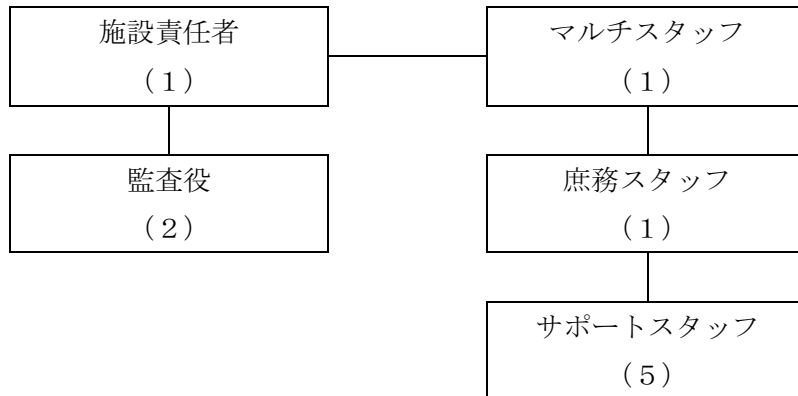 施設責任者
（１）
マルチスタッフ
（１）
監査役
（２）
庶務スタッフ
（１）
サポートスタッフ
（５）